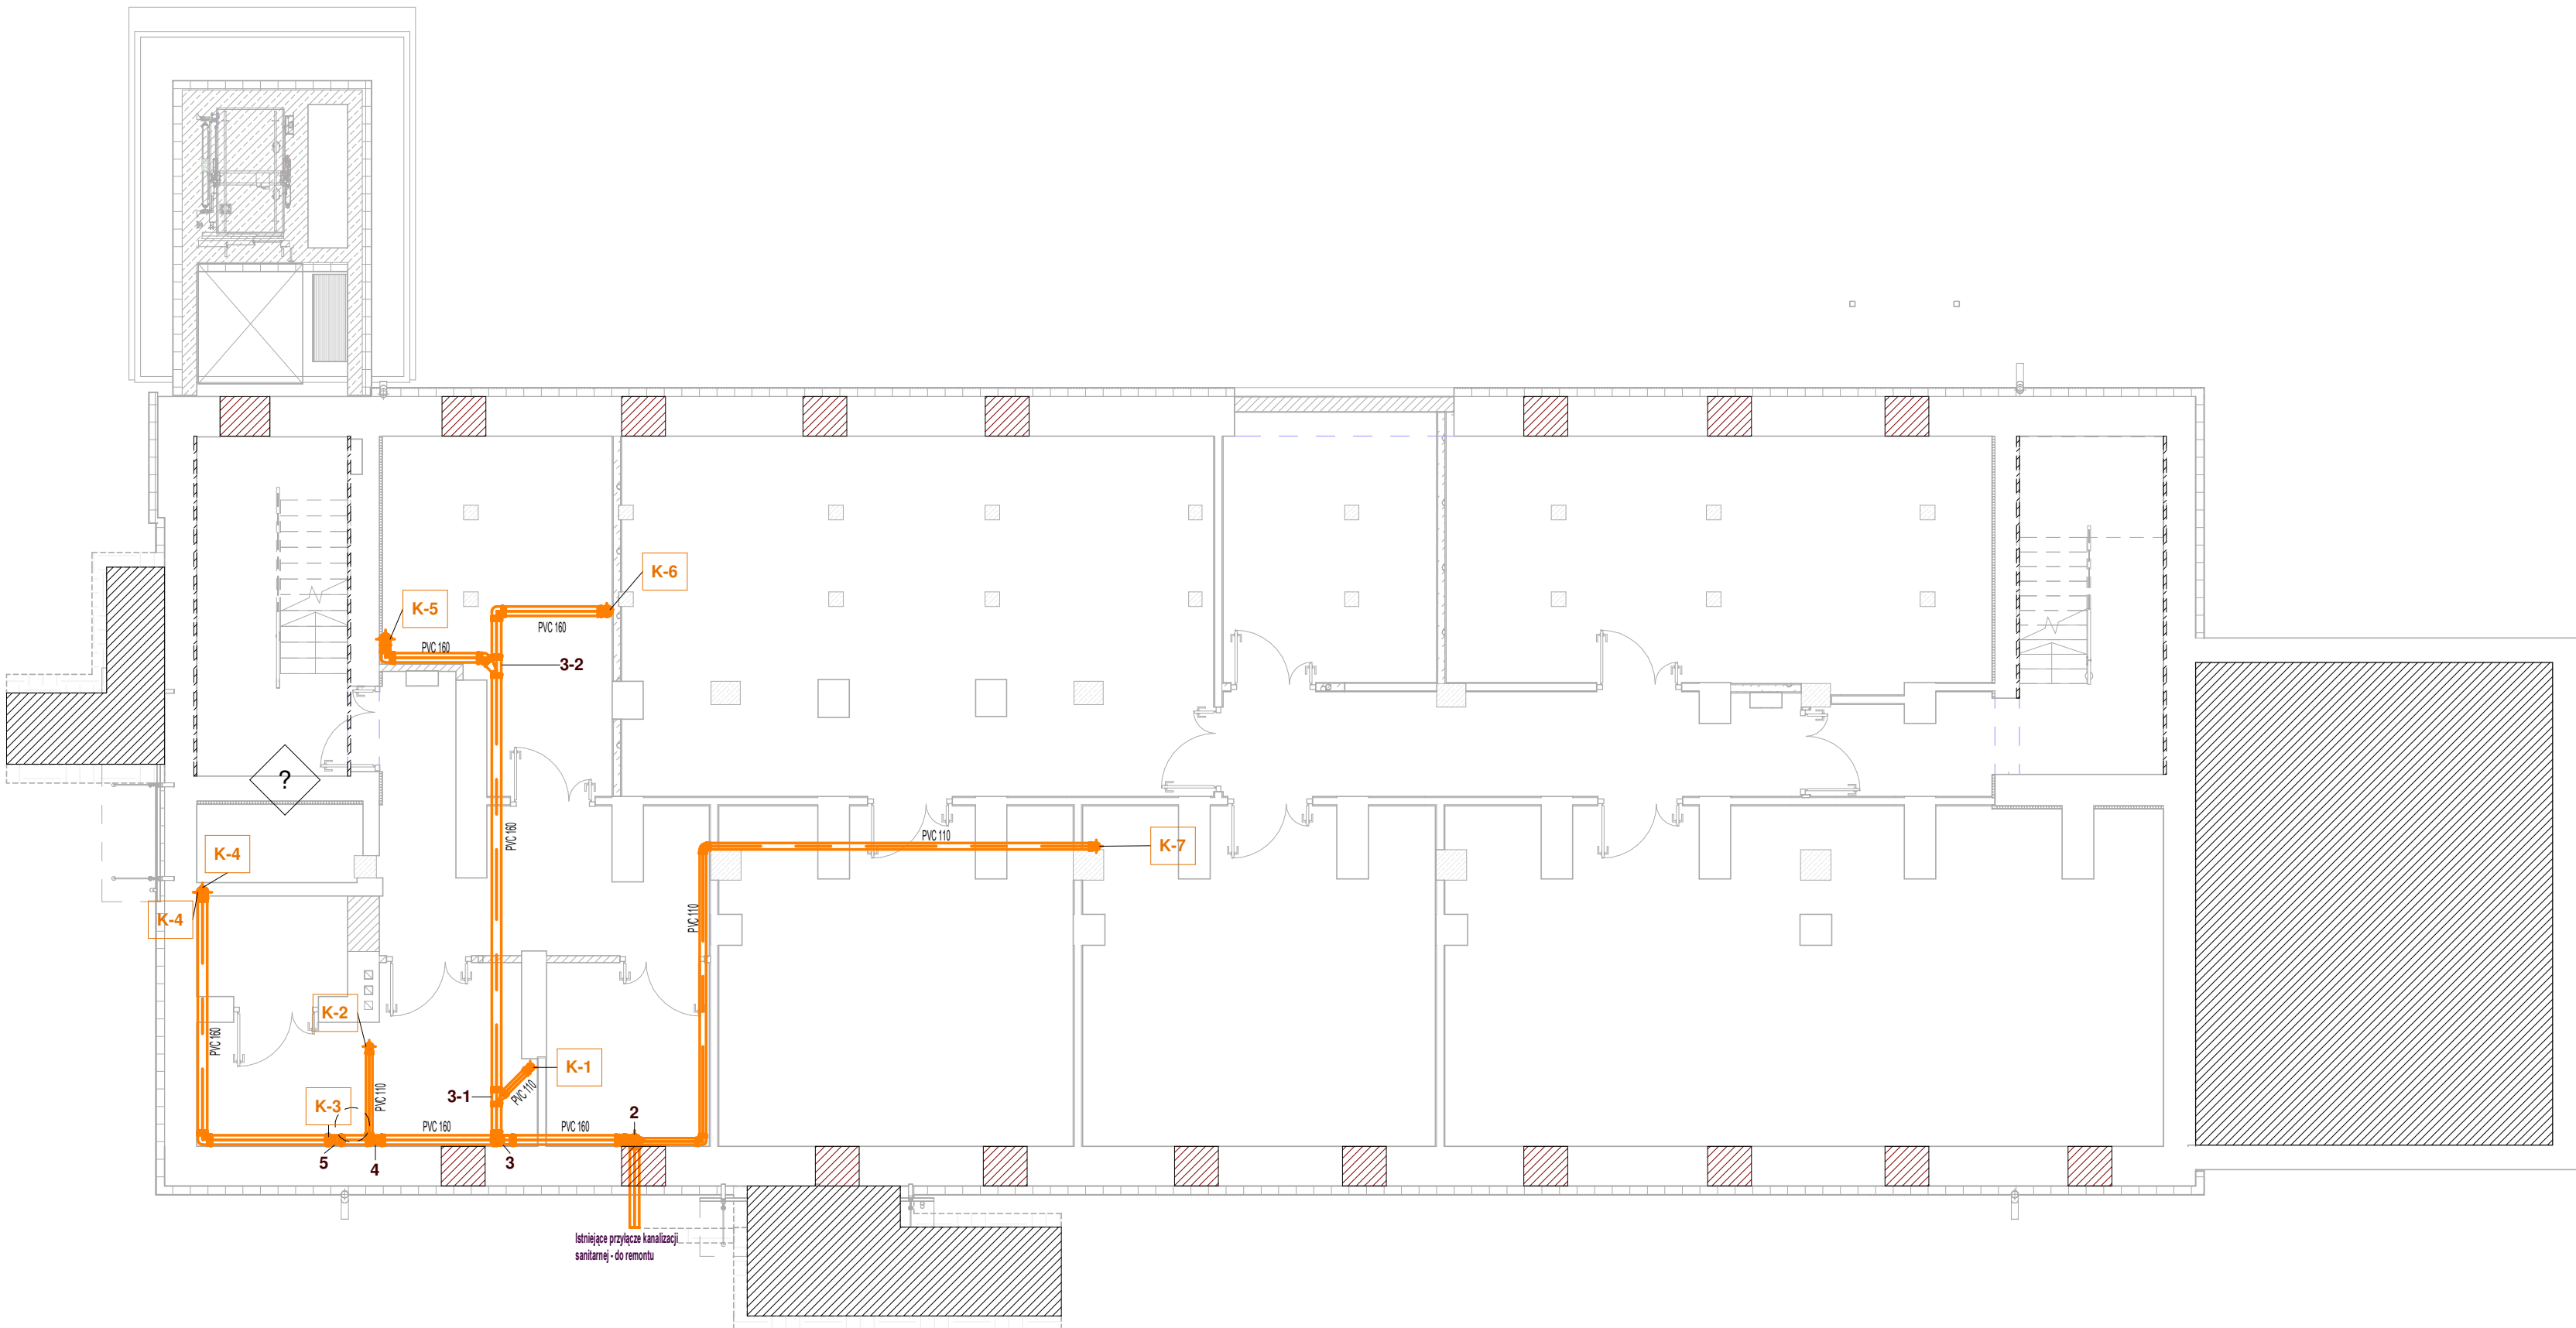 K-6
K-5
PVC 160
PVC 160
3-2
?
PVC 160
PVC 110
K-7
K-4
K-4
PVC 110
K-2
PVC 160
K-1
3-1
PVC 110
PVC 110
K-3
PVC 160
PVC 160
2
5
4
3
Istniejące przyłącze kanalizacji
sanitarnej - do remontu